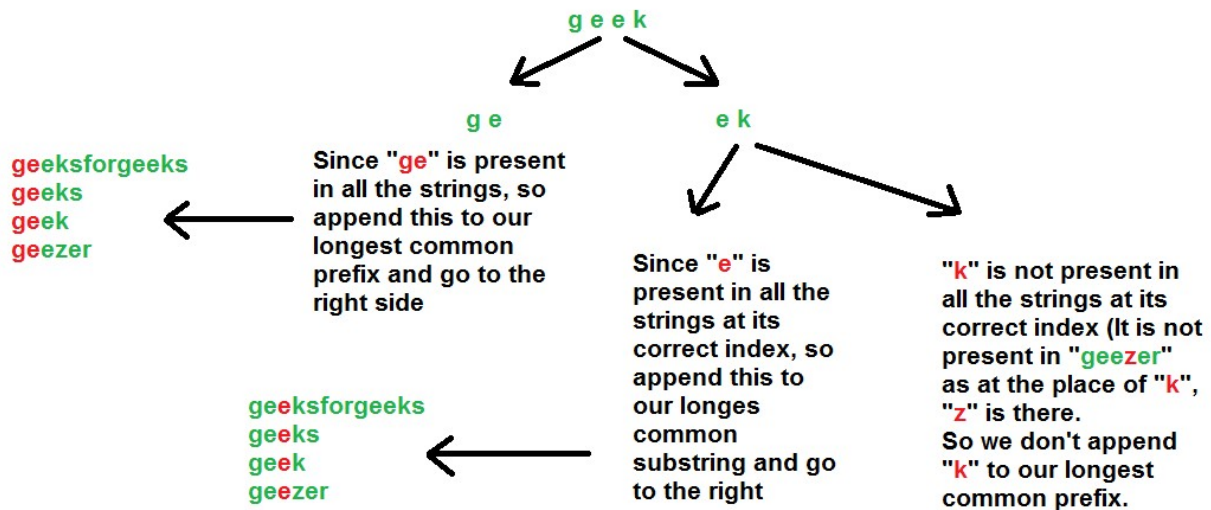 g e e k
g e
e k
geeksforgeeks
geeks
geek
geezer
Since "ge" is present
in all the strings, so
append this to our
longest common
prefix and go to the
right side
Since "e" is
present in all the
strings at its
correct index, so
append this to
our longes
common
substring and go
to the right
"k" is not present in
all the strings at its
correct index (It is not
present in "geezer"
as at the place of "k",
"z" is there.
So we don't append
"k" to our longest
common prefix.
geeksforgeeks
geeks
geek
geezer